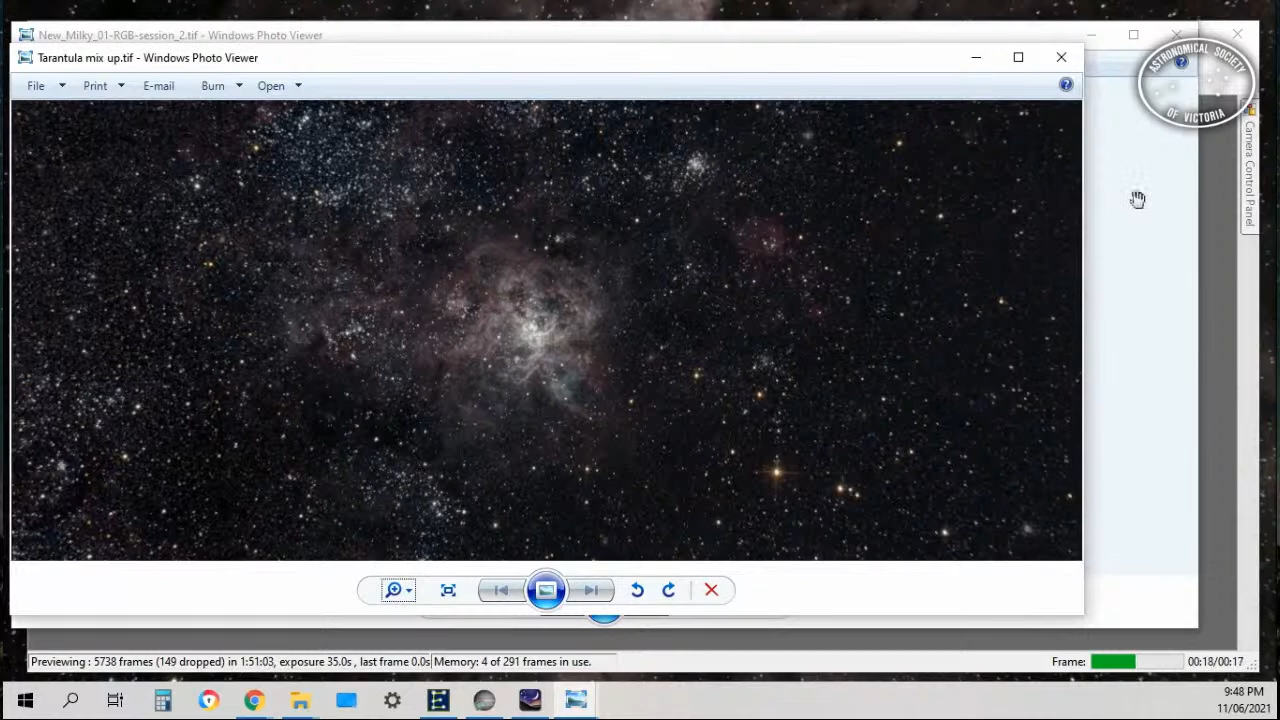 New_Milky_01-RGB-session_2.tif - Windows Photo Viewer
Tarantula mix up.tif - Windows Photo Viewer
File Print E-mail Burn Open
ASTRONOMICAL SOCIETY
OF VICTORIA
Camera Control Panel
Previewing : 5738 frames (149 dropped) in 1:51:03, exposure 35.0s , last frame 0.0s Memory: 4 of 291 frames in use. Frame: 00:18/00:17
9:48 PM
11/06/2021